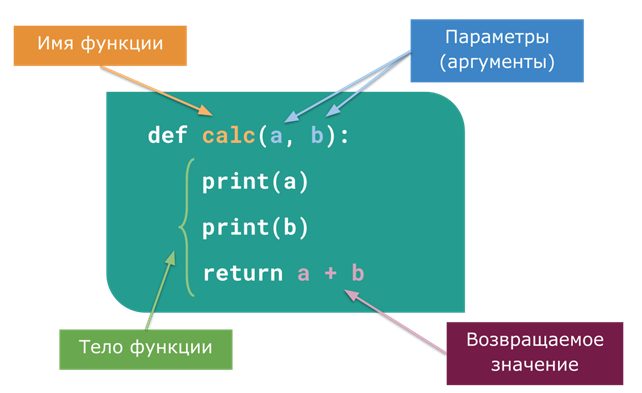 Имя функции
Параметры
(аргументы)
def calc(a, b):
print(a)
print(b)
return a + b
Тело функции
Возвращаемое
значение